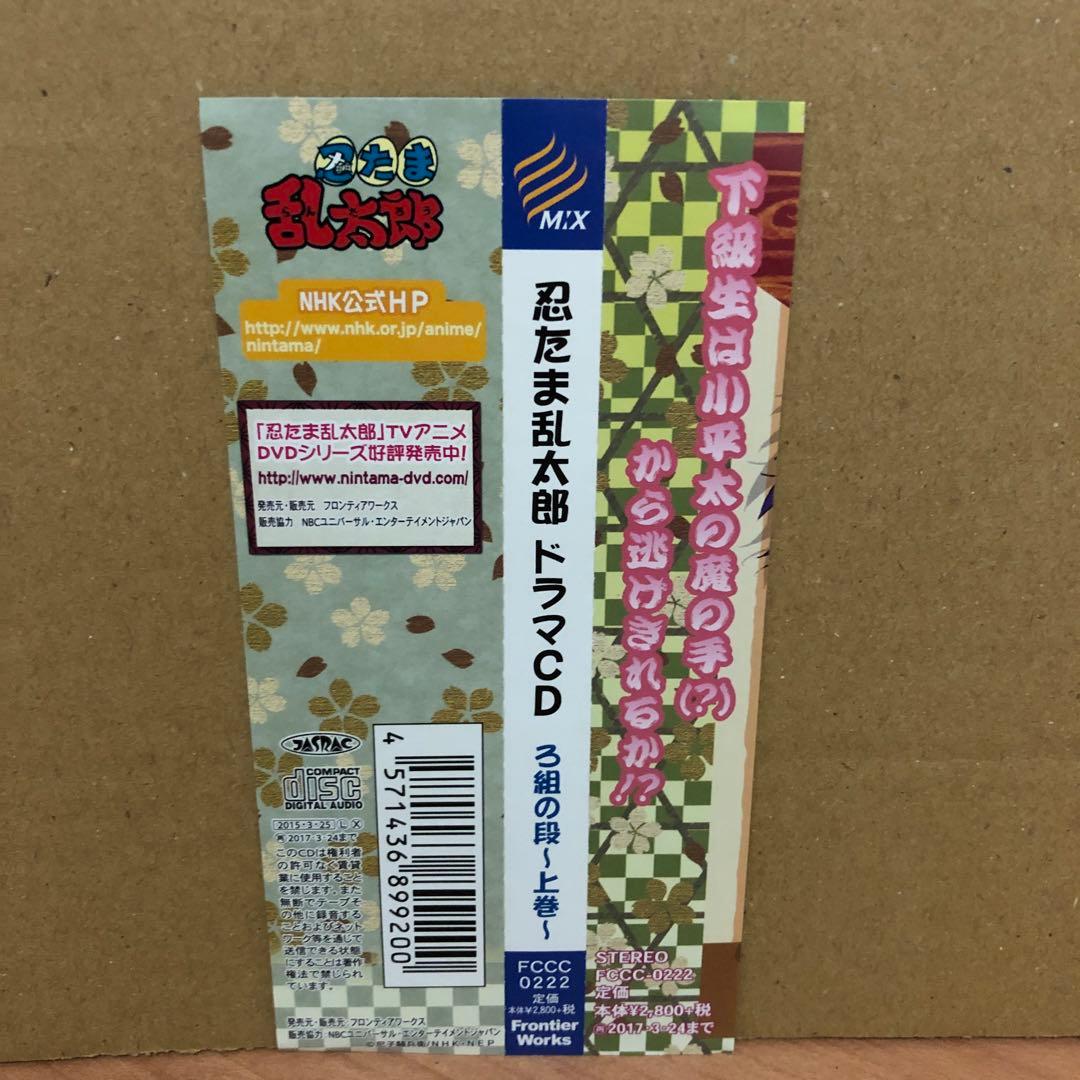 忍たま
乱太郎
NHK公式HP
http://www.nhk.or.jp/anime/
nintama/
「忍たま乱太郎」TVアニメ
DVDシリーズ好評発売中!
http://www.nintama-dvd.com/
発売元・販売元 フロンティアワークス
販売協力 NBCユニバーサル・エンターテイメントジャパン
JASRAC
COMPACT
disc
DIGITAL AUDIO
2015・3・25 L X
再 2017・3・24まで
このCDは権利者
の許可なく賃貸
業に使用すること
を禁じます。また
無断でテープそ
の他に録音する
ことおよびネット
ワーク等を通じて
送信できる状態
にすることは著作
権法で禁じられ
ています。
4 571436 899200
発売元・販売元:フロンティアワークス
販売協力:NBCユニバーサル・エンターテイメントジャパン
©尼子騒兵衛/NHK・NEP
MIX
忍たま乱太郎 ドラマCD ろ組の段~上巻~
FCCC
0222
定価
本体¥2,800+税
Frontier
Works
下級生は小平太の魔の手(?)
から逃げきれるか!?
STEREO
FCCC-0222
定価
本体¥2,800+税
再 2017・3・24まで